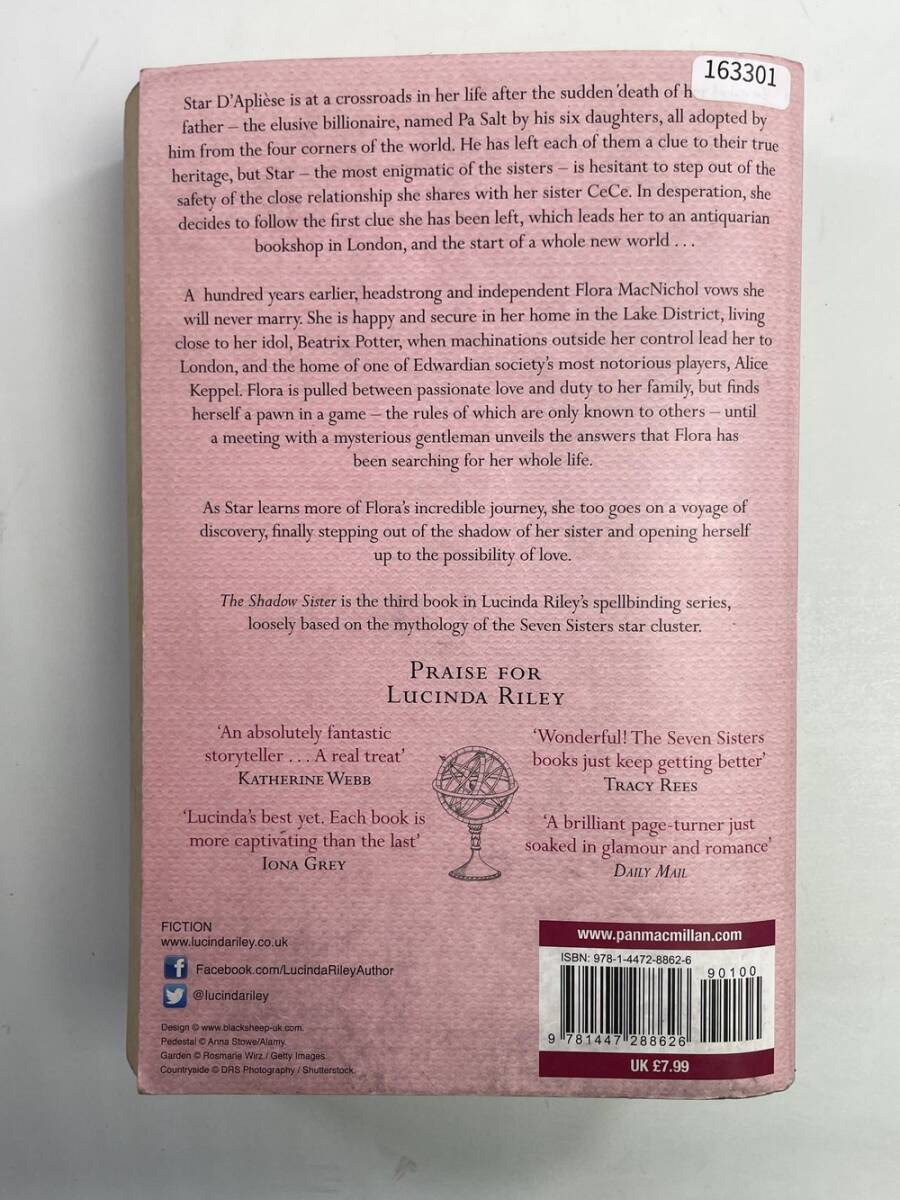 163301
Star D'Aplièse is at a crossroads in her life after the sudden death of
father – the elusive billionaire, named Pa Salt by his six daughters, all adopted by
him from the four corners of the world. He has left each of them a clue to their true
heritage, but Star – the most enigmatic of the sisters – is hesitant to step out of the
safety of the close relationship she shares with her sister CeCe. In desperation, she
decides to follow the first clue she has been left, which leads her to an antiquarian
bookshop in London, and the start of a whole new world . . .
A hundred years earlier, headstrong and independent Flora MacNichol vows she
will never marry. She is happy and secure in her home in the Lake District, living
close to her idol, Beatrix Potter, when machinations outside her control lead her to
London, and the home of one of Edwardian society's most notorious players, Alice
Keppel. Flora is pulled between passionate love and duty to her family, but finds
herself a pawn in a game – the rules of which are only known to others – until
a meeting with a mysterious gentleman unveils the answers that Flora has
been searching for her whole life.
As Star learns more of Flora's incredible journey, she too goes on a voyage of
discovery, finally stepping out of the shadow of her sister and opening herself
up to the possibility of love.
The Shadow Sister is the third book in Lucinda Riley's spellbinding series,
loosely based on the mythology of the Seven Sisters star cluster.
PRAISE FOR
LUCINDA RILEY
'An absolutely fantastic
storyteller . . . A real treat'
KATHERINE WEBB
'Lucinda's best yet. Each book is
more captivating than the last'
IONA GREY
'Wonderful! The Seven Sisters
books just keep getting better'
TRACY REES
'A brilliant page-turner just
soaked in glamour and romance'
DAILY MAIL
FICTION
www.lucindariley.co.uk
Facebook.com/LucindaRileyAuthor
@lucindariley
Design © www.blacksheep-uk.com.
Pedestal © Anna Stowe/Alamy.
Garden © Rosmarie Wirz / Getty Images.
Countryside © DRS Photography / Shutterstock.
www.panmacmillan.com
ISBN: 978-1-4472-8862-6
90100
9 781447 288626
UK £7.99